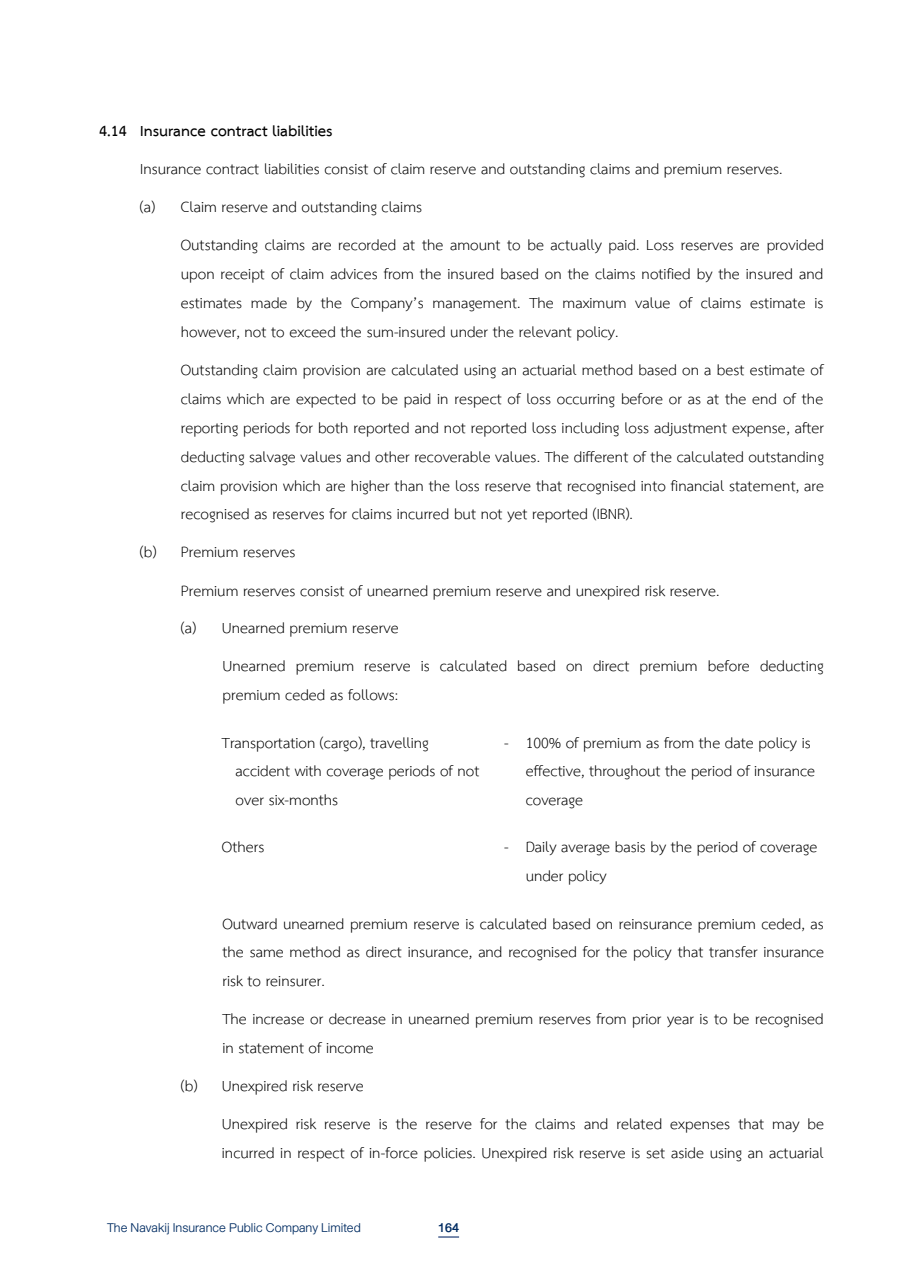 4.14 Insurance contract liabilities
Insurance contract liabilities consist of claim reserve and outstanding claims and premium reserves.
(a) Claim reserve and outstanding claims
Outstanding claims are recorded at the amount to be actually paid. Loss reserves are provided
upon receipt of claim advices from the insured based on the claims notified by the insured and
estimates made by the Company's management. The maximum value of claims estimate is
however, not to exceed the sum-insured under the relevant policy.
Outstanding claim provision are calculated using an actuarial method based on a best estimate of
claims which are expected to be paid in respect of loss occurring before or as at the end of the
reporting periods for both reported and not reported loss including loss adjustment expense, after
deducting salvage values and other recoverable values. The different of the calculated outstanding
claim provision which are higher than the loss reserve that recognised into financial statement, are
recognised as reserves for claims incurred but not yet reported (IBNR).
(b) Premium reserves
Premium reserves consist of unearned premium reserve and unexpired risk reserve.
(a) Unearned premium reserve
Unearned premium reserve is calculated based on direct premium before deducting
premium ceded as follows:
Transportation (cargo), travelling - 100% of premium as from the date policy is
accident with coverage periods of not effective, throughout the period of insurance
over six-months coverage
Others - Daily average basis by the period of coverage
under policy
Outward unearned premium reserve is calculated based on reinsurance premium ceded, as
the same method as direct insurance, and recognised for the policy that transfer insurance
risk to reinsurer.
The increase or decrease in unearned premium reserves from prior year is to be recognised
in statement of income
(b) Unexpired risk reserve
Unexpired risk reserve is the reserve for the claims and related expenses that may be
incurred in respect of in-force policies. Unexpired risk reserve is set aside using an actuarial
The Navakij Insurance Public Company Limited 164